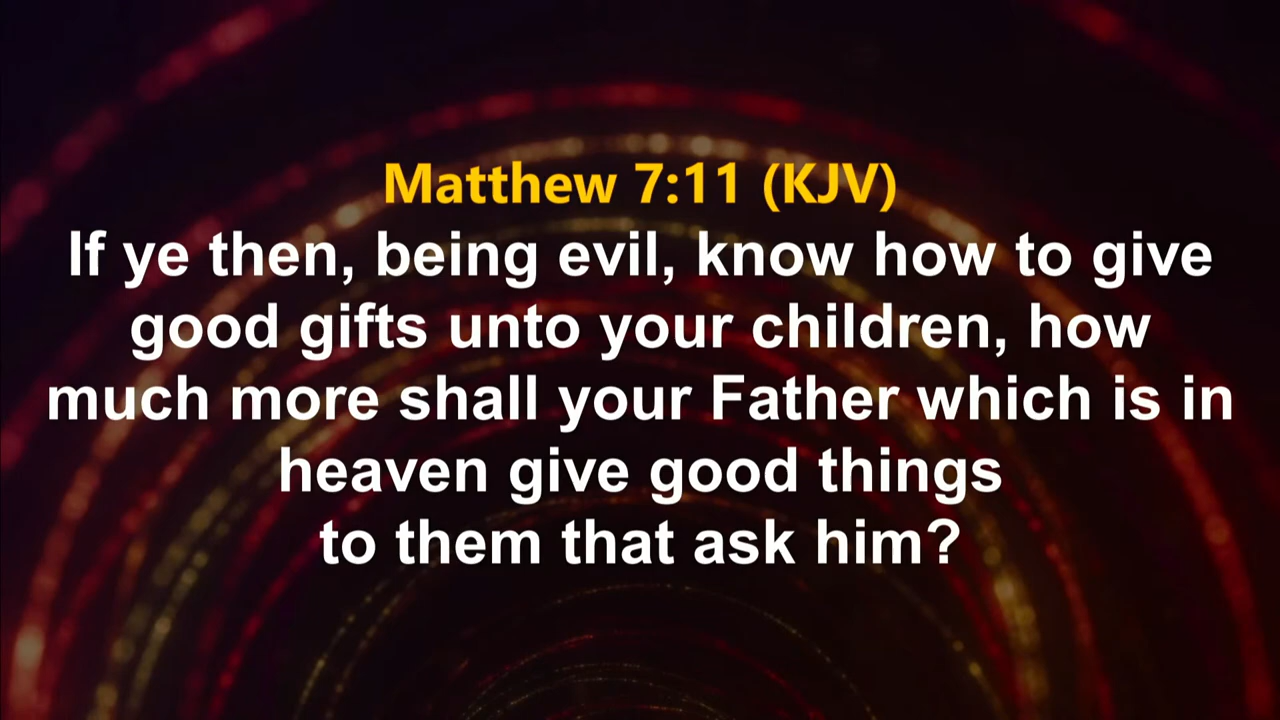 Matthew 7:11 (KJV)
If ye then, being evil, know how to give
good gifts unto your children, how
much more shall your Father which is in
heaven give good things
to them that ask him?